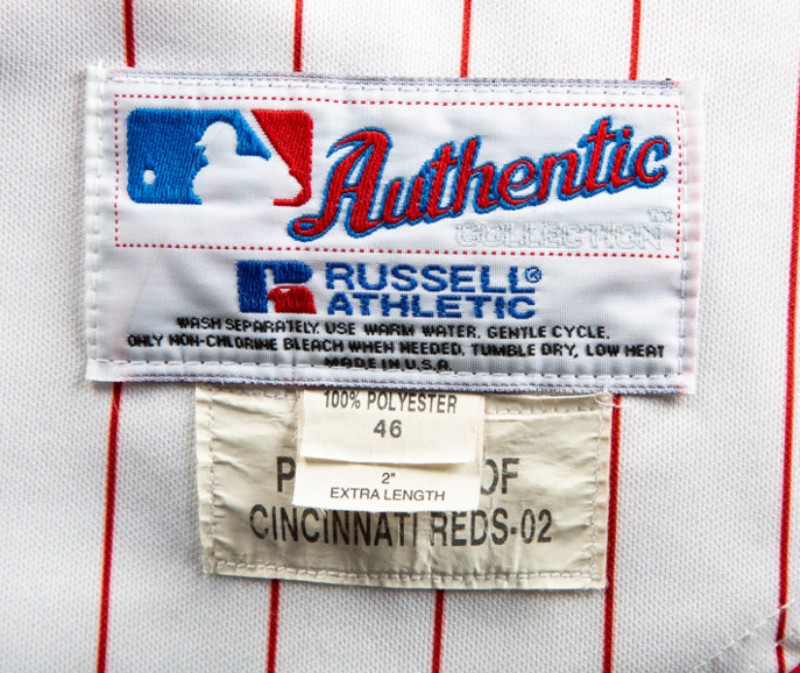 Authentic
COLLECTION™
RUSSELL®
ATHLETIC
WASH SEPARATELY. USE WARM WATER, GENTLE CYCLE.
ONLY NON-CHLORINE BLEACH WHEN NEEDED, TUMBLE DRY, LOW HEAT
MADE IN U.S.A.
100% POLYESTER
46
2"
EXTRA LENGTH
P OF
CINCINNATI REDS-02